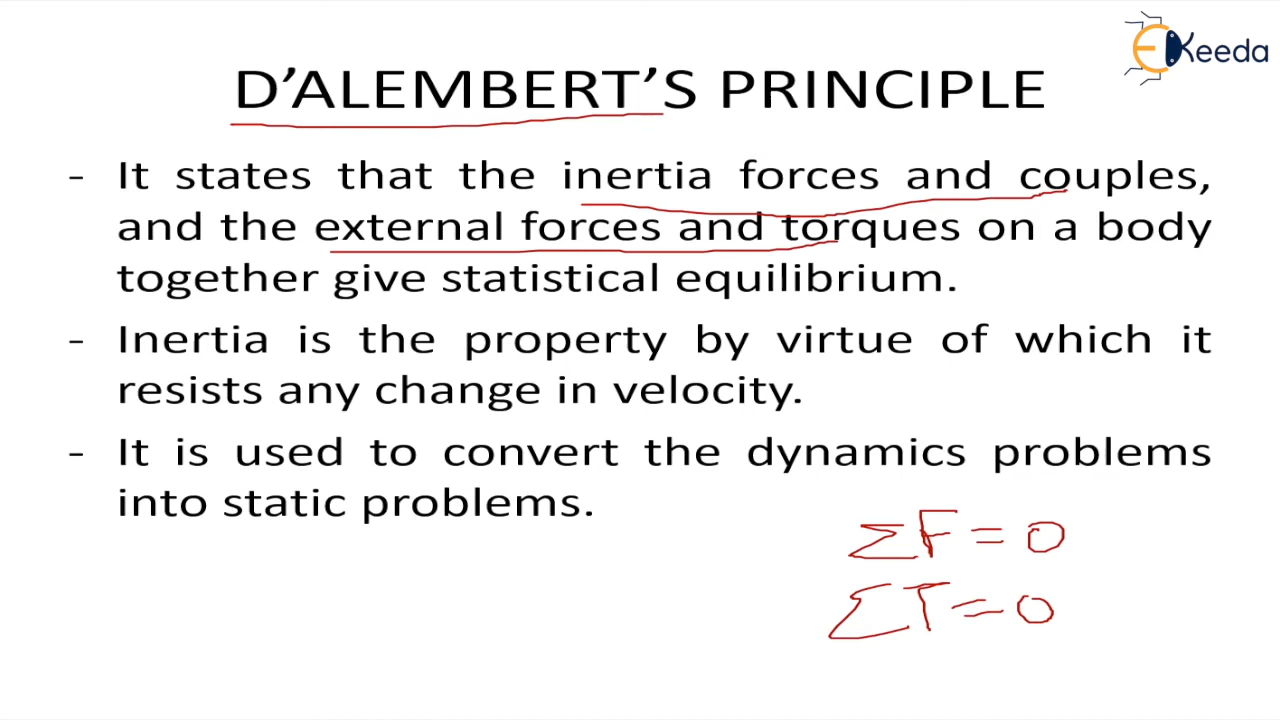 EKeeda
D’ALEMBERT’S PRINCIPLE
- It states that the inertia forces and couples,
and the external forces and torques on a body
together give statistical equilibrium.
- Inertia is the property by virtue of which it
resists any change in velocity.
- It is used to convert the dynamics problems
into static problems.
ΣF = 0
ΣT = 0